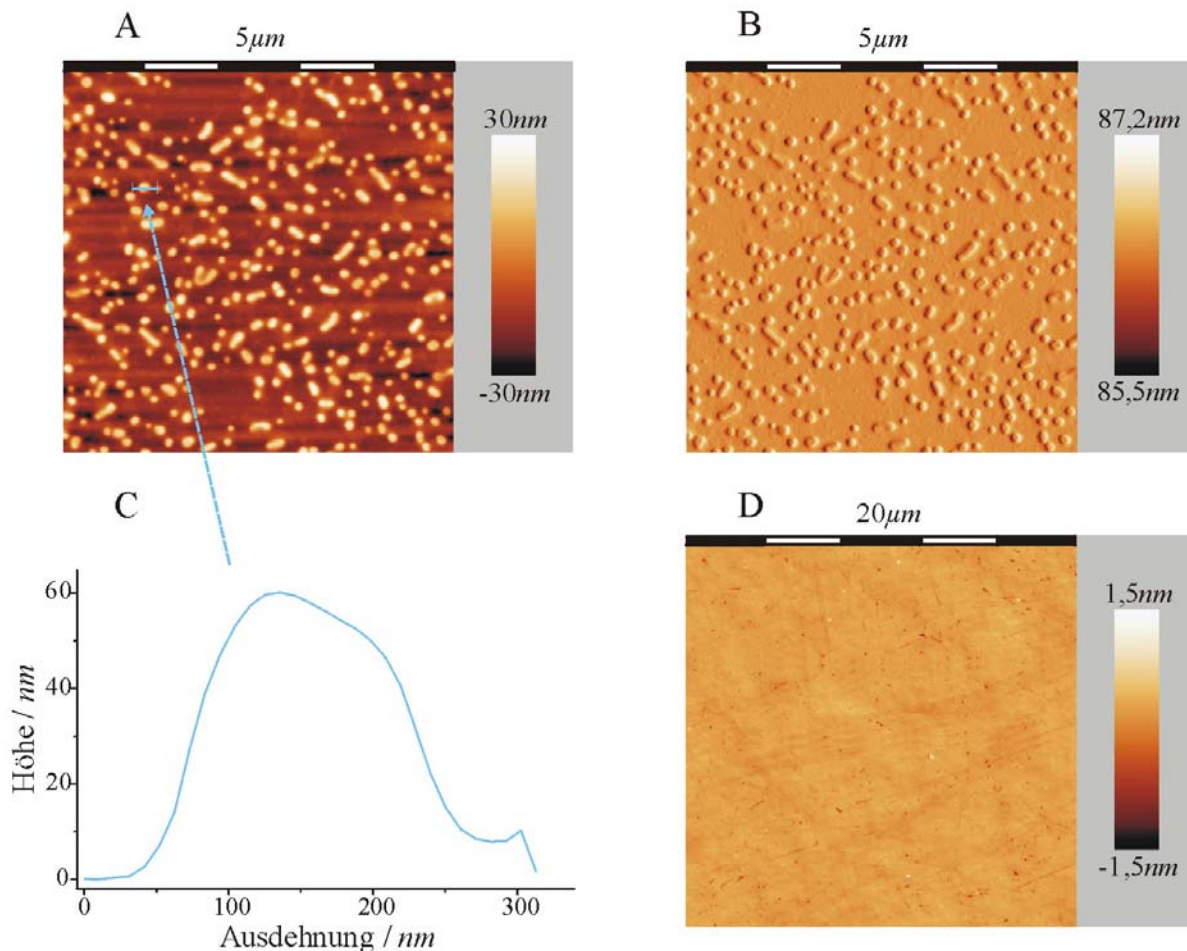 A
5µm
30nm
-30nm
B
5µm
87,2nm
85,5nm
C
Höhe / nm
60
40
20
0
0 100 200 300
Ausdehnung / nm
D
20µm
1,5nm
-1,5nm